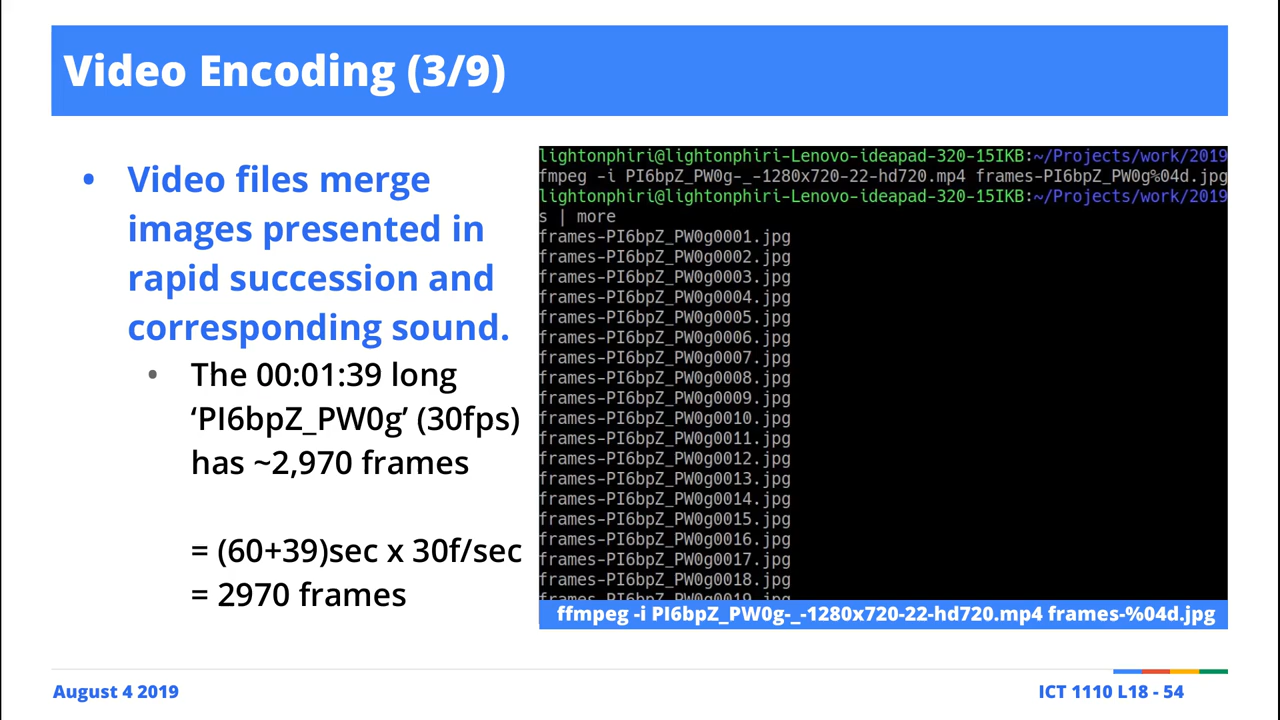 Video Encoding (3/9)
• Video files merge
images presented in
rapid succession and
corresponding sound.
• The 00:01:39 long
‘PI6bpZ_PW0g’ (30fps)
has ~2,970 frames
= (60+39)sec x 30f/sec
= 2970 frames
lightonphiri@lightonphiri-Lenovo-ideapad-320-15IKB:~/Projects/work/2019
fmpeg -i PI6bpZ_PW0g-_-1280x720-22-hd720.mp4 frames-PI6bpZ_PW0g%04d.jpg
lightonphiri@lightonphiri-Lenovo-ideapad-320-15IKB:~/Projects/work/2019
s | more
frames-PI6bpZ_PW0g0001.jpg
frames-PI6bpZ_PW0g0002.jpg
frames-PI6bpZ_PW0g0003.jpg
frames-PI6bpZ_PW0g0004.jpg
frames-PI6bpZ_PW0g0005.jpg
frames-PI6bpZ_PW0g0006.jpg
frames-PI6bpZ_PW0g0007.jpg
frames-PI6bpZ_PW0g0008.jpg
frames-PI6bpZ_PW0g0009.jpg
frames-PI6bpZ_PW0g0010.jpg
frames-PI6bpZ_PW0g0011.jpg
frames-PI6bpZ_PW0g0012.jpg
frames-PI6bpZ_PW0g0013.jpg
frames-PI6bpZ_PW0g0014.jpg
frames-PI6bpZ_PW0g0015.jpg
frames-PI6bpZ_PW0g0016.jpg
frames-PI6bpZ_PW0g0017.jpg
frames-PI6bpZ_PW0g0018.jpg
frames-PI6bpZ_PW0g0019.jpg
ffmpeg -i PI6bpZ_PW0g-_-1280x720-22-hd720.mp4 frames-%04d.jpg
August 4 2019
ICT 1110 L18 - 54